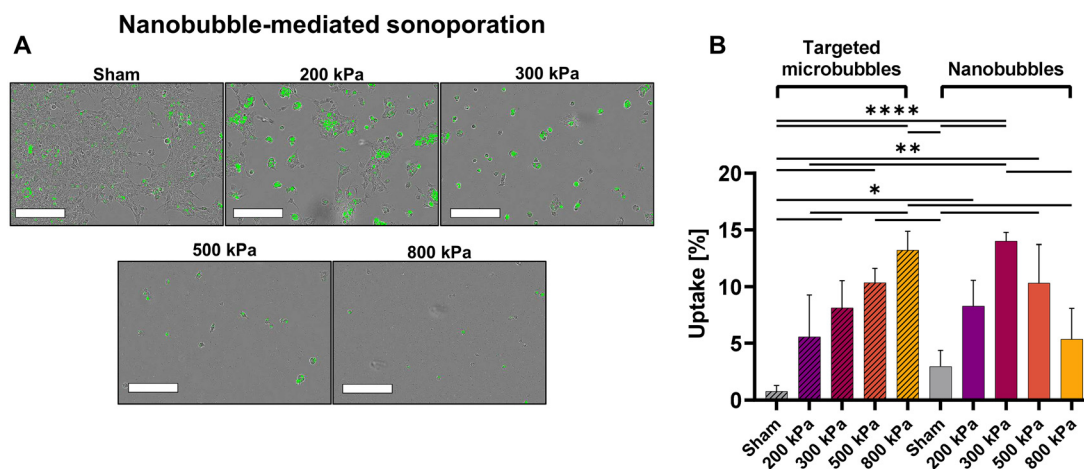 Nanobubble-mediated sonoporation
A
Sham
200 kPa
300 kPa
500 kPa
800 kPa
B
Targeted
microbubbles
Nanobubbles
****
**
*
Uptake [%]
20
15
10
5
0
Sham
200 kPa
300 kPa
500 kPa
800 kPa
Sham
200 kPa
300 kPa
500 kPa
800 kPa